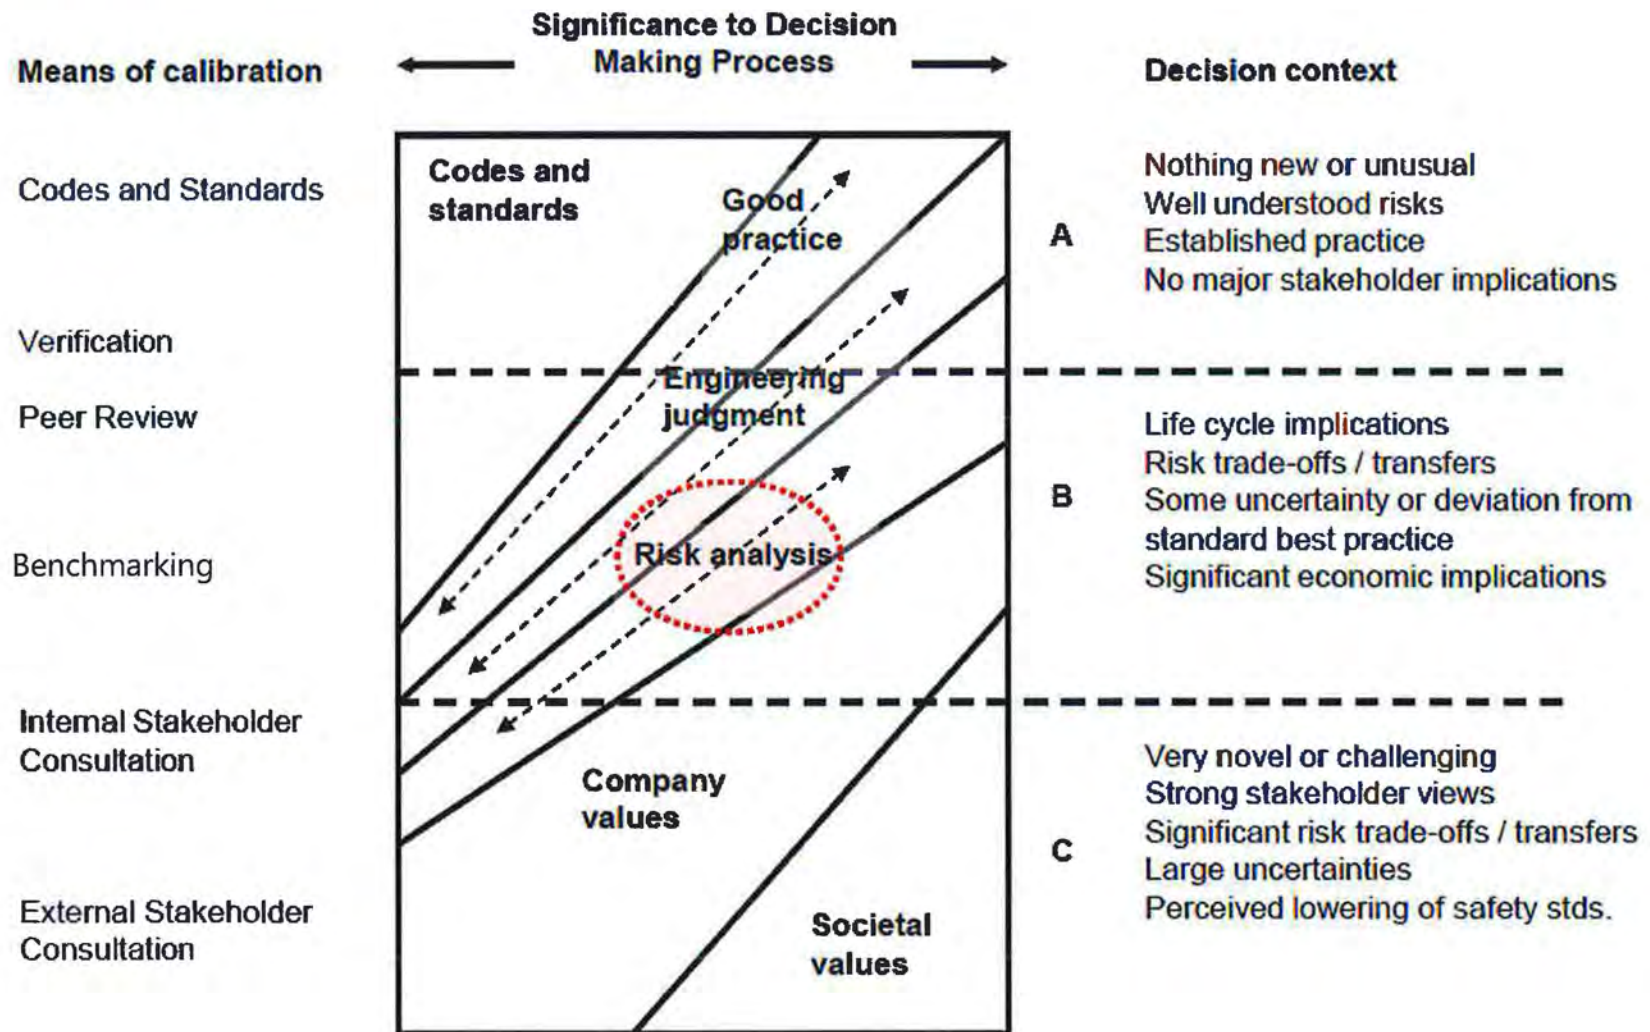 Significance to Decision
Making Process
Means of calibration
Decision context
Codes and Standards
Verification
Peer Review
Benchmarking
Internal Stakeholder
Consultation
External Stakeholder
Consultation
Codes and
standards
Good
practice
Engineering
judgment
Risk analysis
Company
values
Societal
values
A
Nothing new or unusual
Well understood risks
Established practice
No major stakeholder implications
B
Life cycle implications
Risk trade-offs / transfers
Some uncertainty or deviation from
standard best practice
Significant economic implications
C
Very novel or challenging
Strong stakeholder views
Significant risk trade-offs / transfers
Large uncertainties
Perceived lowering of safety stds.